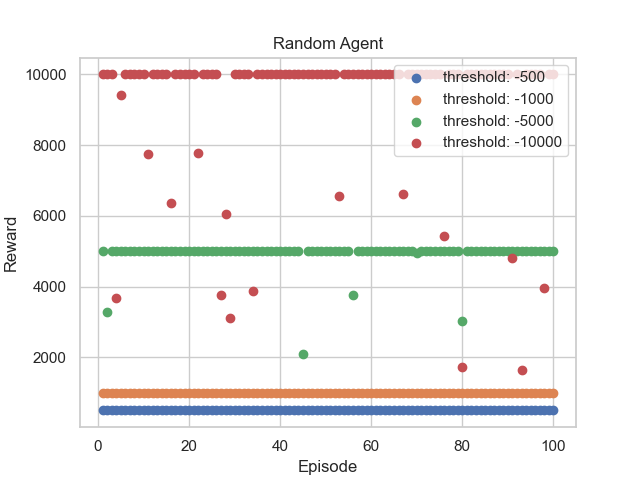 Random Agent
10000
8000
6000
4000
2000
Reward
0
20
40
60
80
100
Episode
threshold: -500
threshold: -1000
threshold: -5000
threshold: -10000